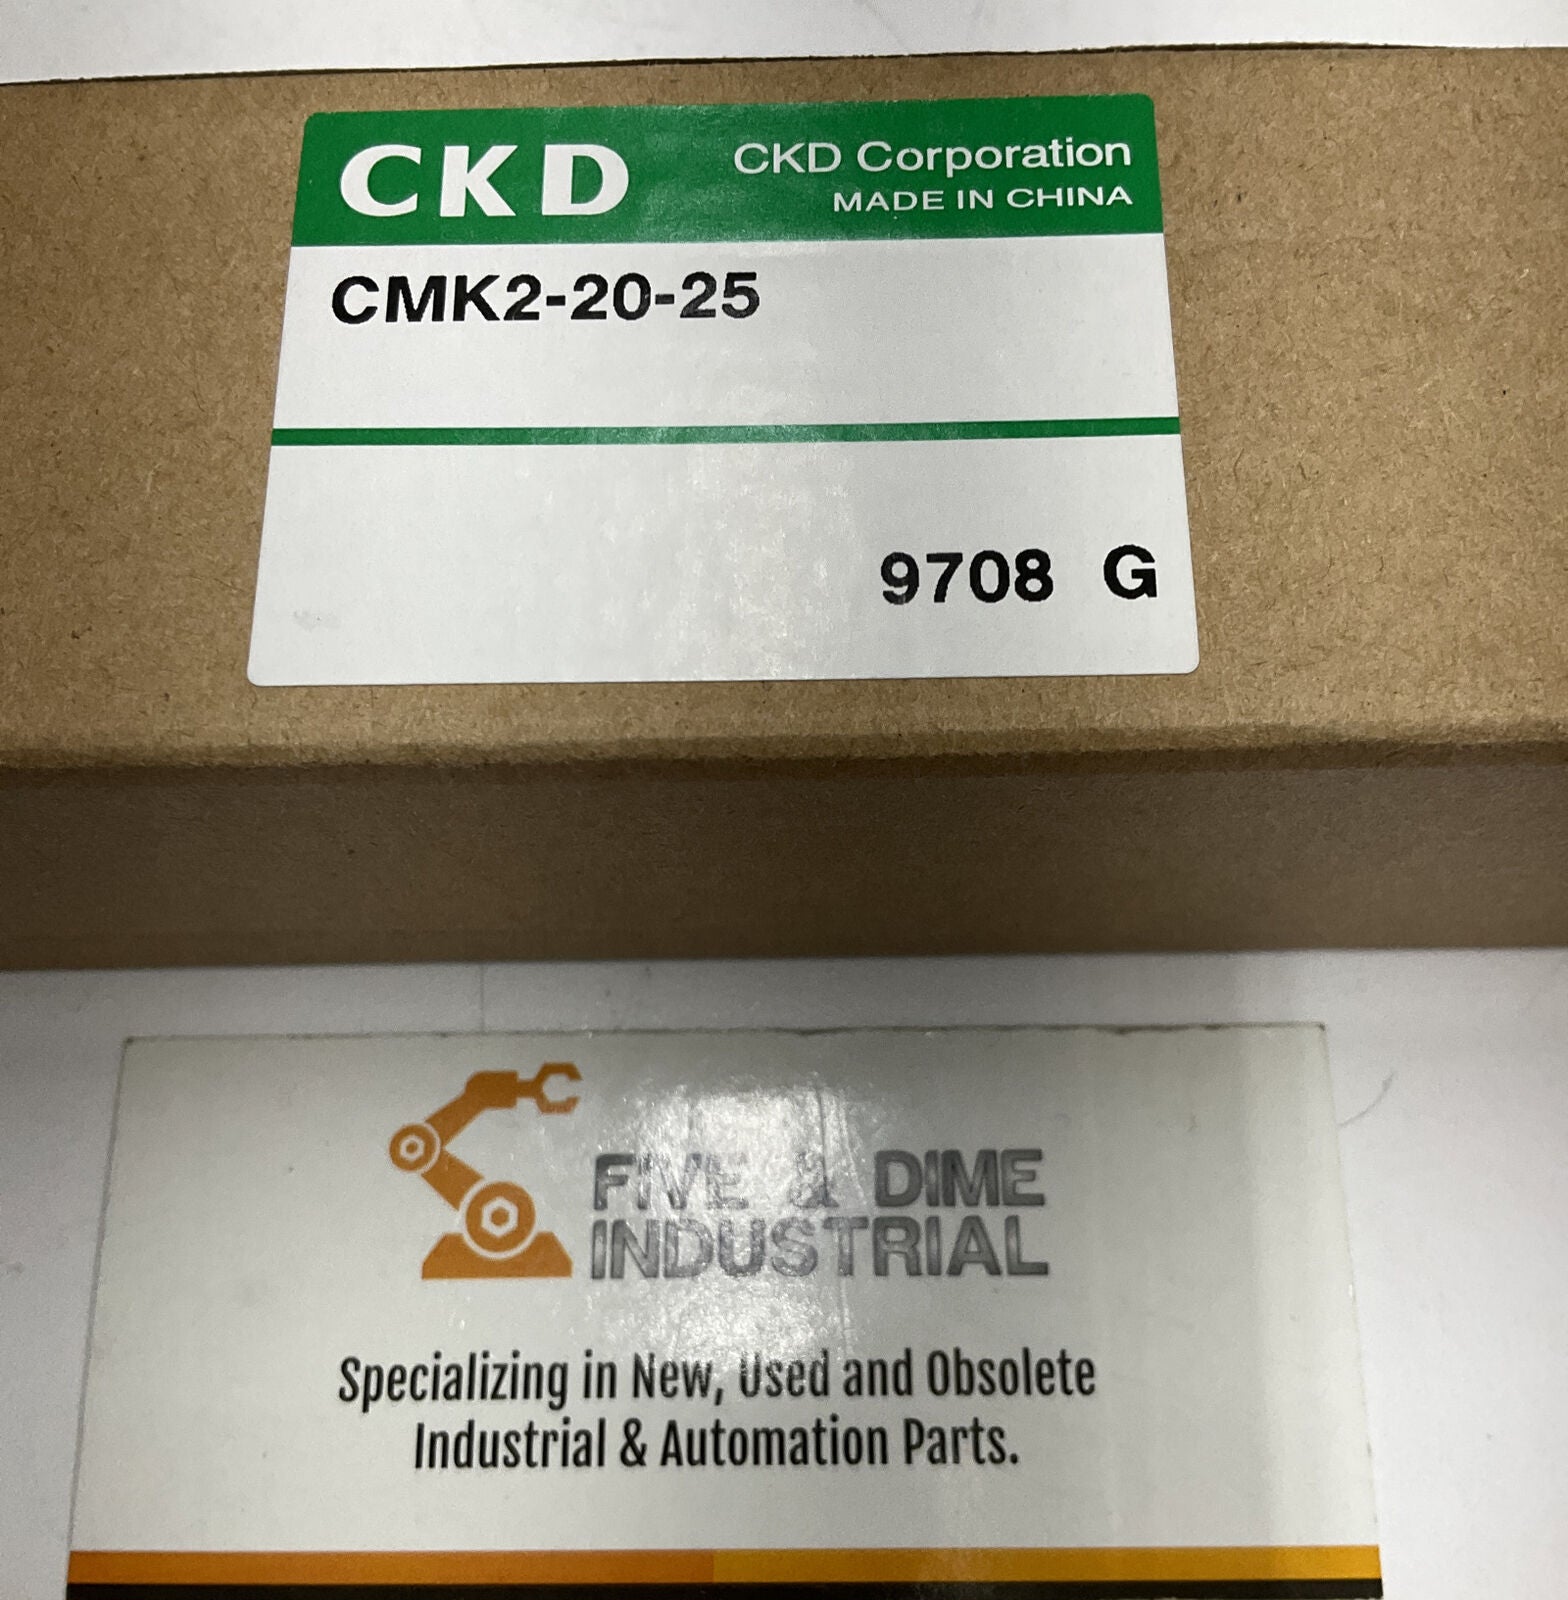 CKD
CKD Corporation
MADE IN CHINA
CMK2-20-25
9708 G
FIVE & DIME
INDUSTRIAL
Specializing in New, Used and Obsolete
Industrial & Automation Parts.